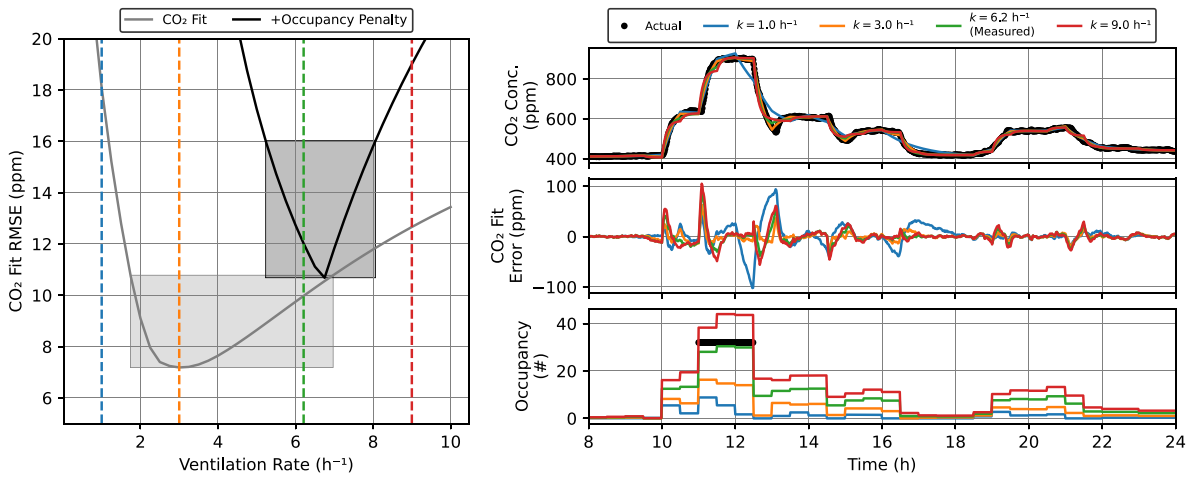 CO₂ Fit
+Occupancy Penalty
20
18
16
14
12
10
8
6
CO₂ Fit RMSE (ppm)
2
4
6
8
10
Ventilation Rate (h⁻¹)
Actual
k = 1.0 h⁻¹
k = 3.0 h⁻¹
k = 6.2 h⁻¹
(Measured)
k = 9.0 h⁻¹
CO₂ Conc.
(ppm)
800
600
400
CO₂ Fit
Error (ppm)
100
0
−100
Occupancy
(#)
40
20
0
8
10
12
14
16
18
20
22
24
Time (h)